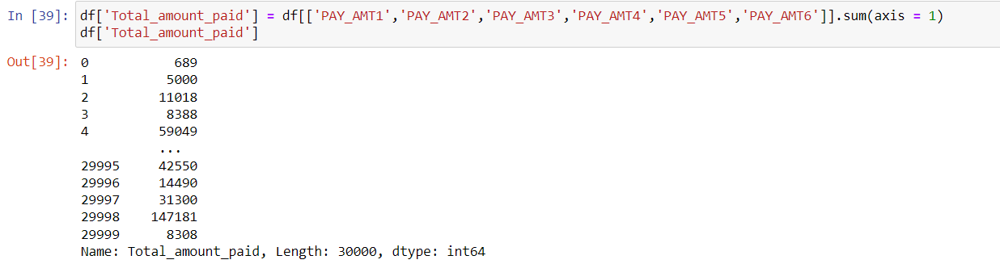 In [39]: df['Total_amount_paid'] = df[['PAY_AMT1','PAY_AMT2','PAY_AMT3','PAY_AMT4','PAY_AMT5','PAY_AMT6']].sum(axis = 1)
df['Total_amount_paid']
Out[39]: 0 689
1 5000
2 11018
3 8388
4 59049
...
29995 42550
29996 14490
29997 31300
29998 147181
29999 8308
Name: Total_amount_paid, Length: 30000, dtype: int64